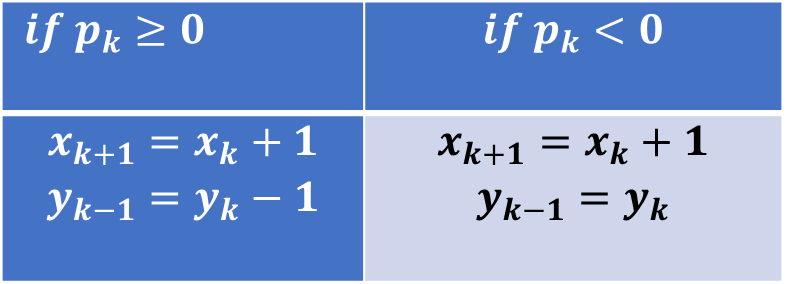 if pₖ ≥ 0
if pₖ < 0
xₖ₊₁ = xₖ + 1
yₖ₋₁ = yₖ − 1
xₖ₊₁ = xₖ + 1
yₖ₋₁ = yₖ